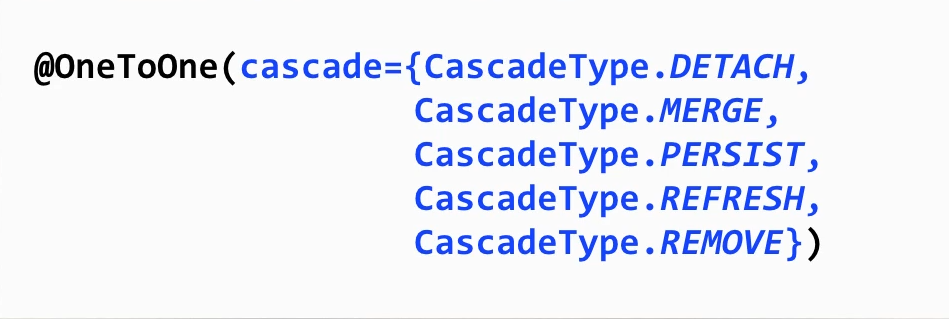 @OneToOne(cascade={CascadeType.DETACH,
CascadeType.MERGE,
CascadeType.PERSIST,
CascadeType.REFRESH,
CascadeType.REMOVE})